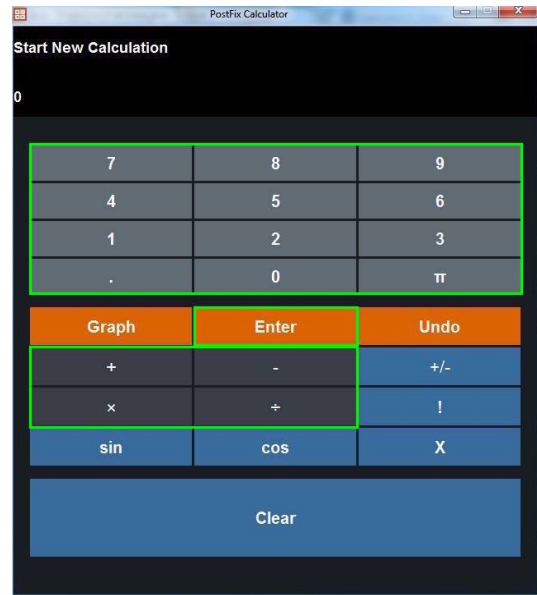 PostFix Calculator
Start New Calculation
0
7 8 9
4 5 6
1 2 3
. 0 π
Graph Enter Undo
+ - +/-
× ÷ !
sin cos X
Clear